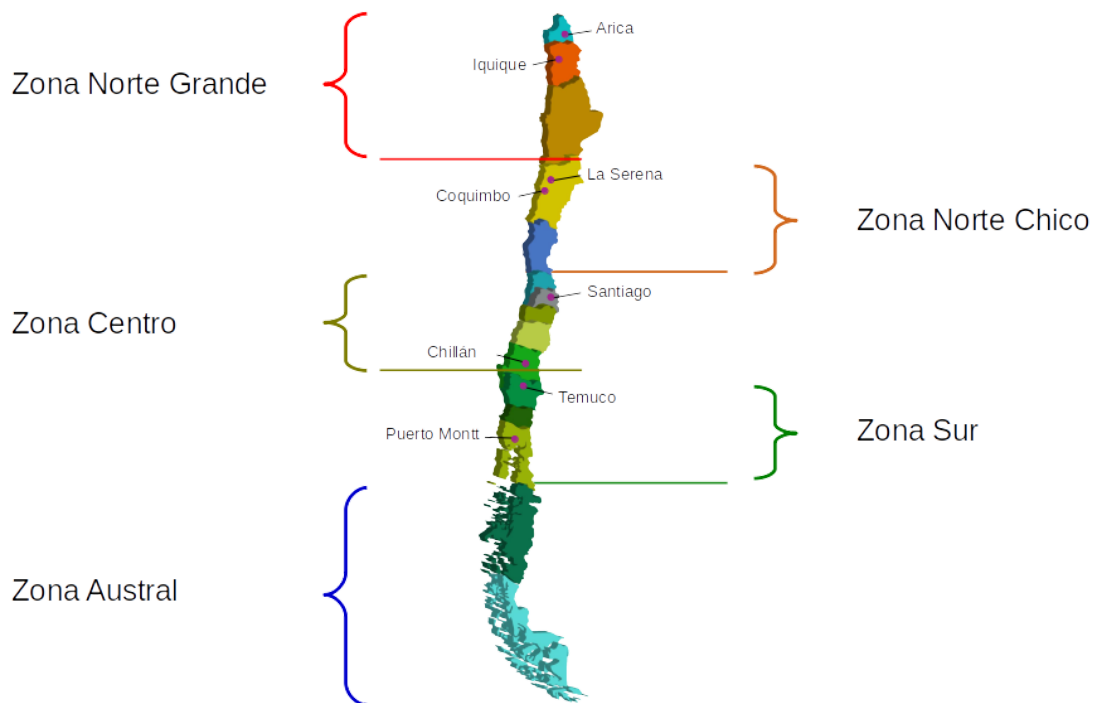 Arica
Iquique
Zona Norte Grande
La Serena
Coquimbo
Zona Norte Chico
Santiago
Zona Centro
Chillán
Temuco
Zona Sur
Puerto Montt
Zona Austral